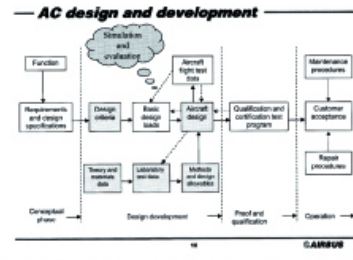 AC design and development
Simulation
and
evaluating
Function
Aircraft
flight test
data
Maintenance
procedures
Requirements
and design
specifications
Design
criteria
Basic
design
loads
Aircraft
design
Qualification and
certification test
program
Customer
acceptance
Theory and
materials
data
Laboratory
test data
Methods
and design
allowables
Repair
procedures
Conceptual
phase
Design development
Proof and
qualification
Operation
AIRBUS